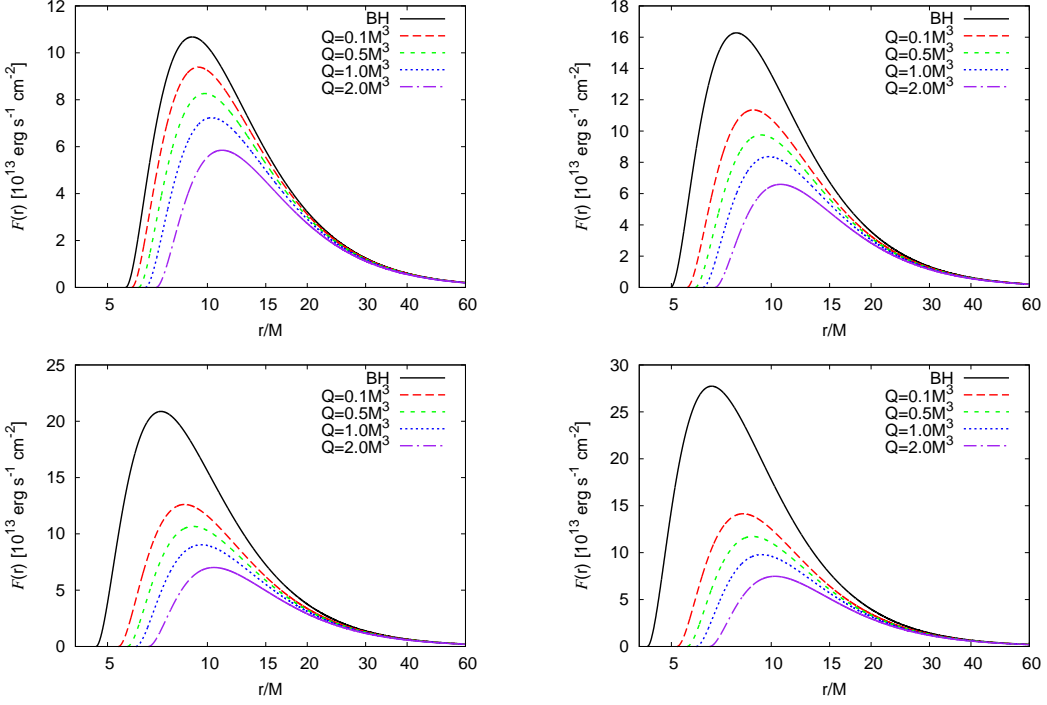 12
10
8
6
4
2
0
F(r) [10^13 erg s^-1 cm^-2]
BH
Q=0.1M^3
Q=0.5M^3
Q=1.0M^3
Q=2.0M^3
5 10 15 20 30 40 60
r/M
18
16
14
12
10
8
6
4
2
0
F(r) [10^13 erg s^-1 cm^-2]
BH
Q=0.1M^3
Q=0.5M^3
Q=1.0M^3
Q=2.0M^3
5 10 15 20 30 40 60
r/M
25
20
15
10
5
0
F(r) [10^13 erg s^-1 cm^-2]
BH
Q=0.1M^3
Q=0.5M^3
Q=1.0M^3
Q=2.0M^3
5 10 15 20 30 40 60
r/M
30
25
20
15
10
5
0
F(r) [10^13 erg s^-1 cm^-2]
BH
Q=0.1M^3
Q=0.5M^3
Q=1.0M^3
Q=2.0M^3
5 10 15 20 30 40 60
r/M